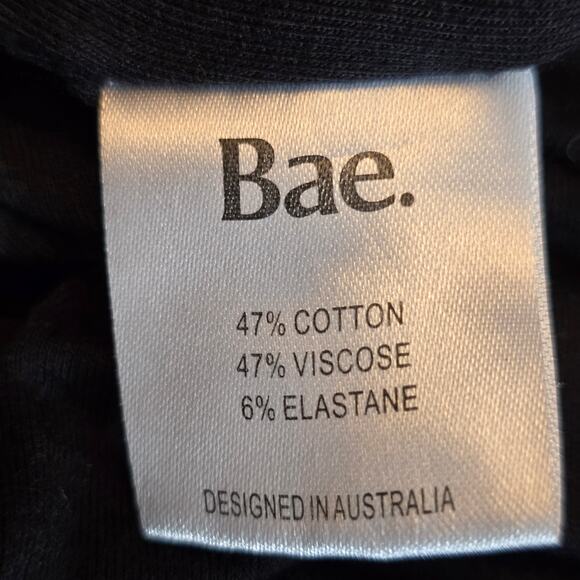 Bae.
47% COTTON
47% VISCOSE
6% ELASTANE
DESIGNED IN AUSTRALIA